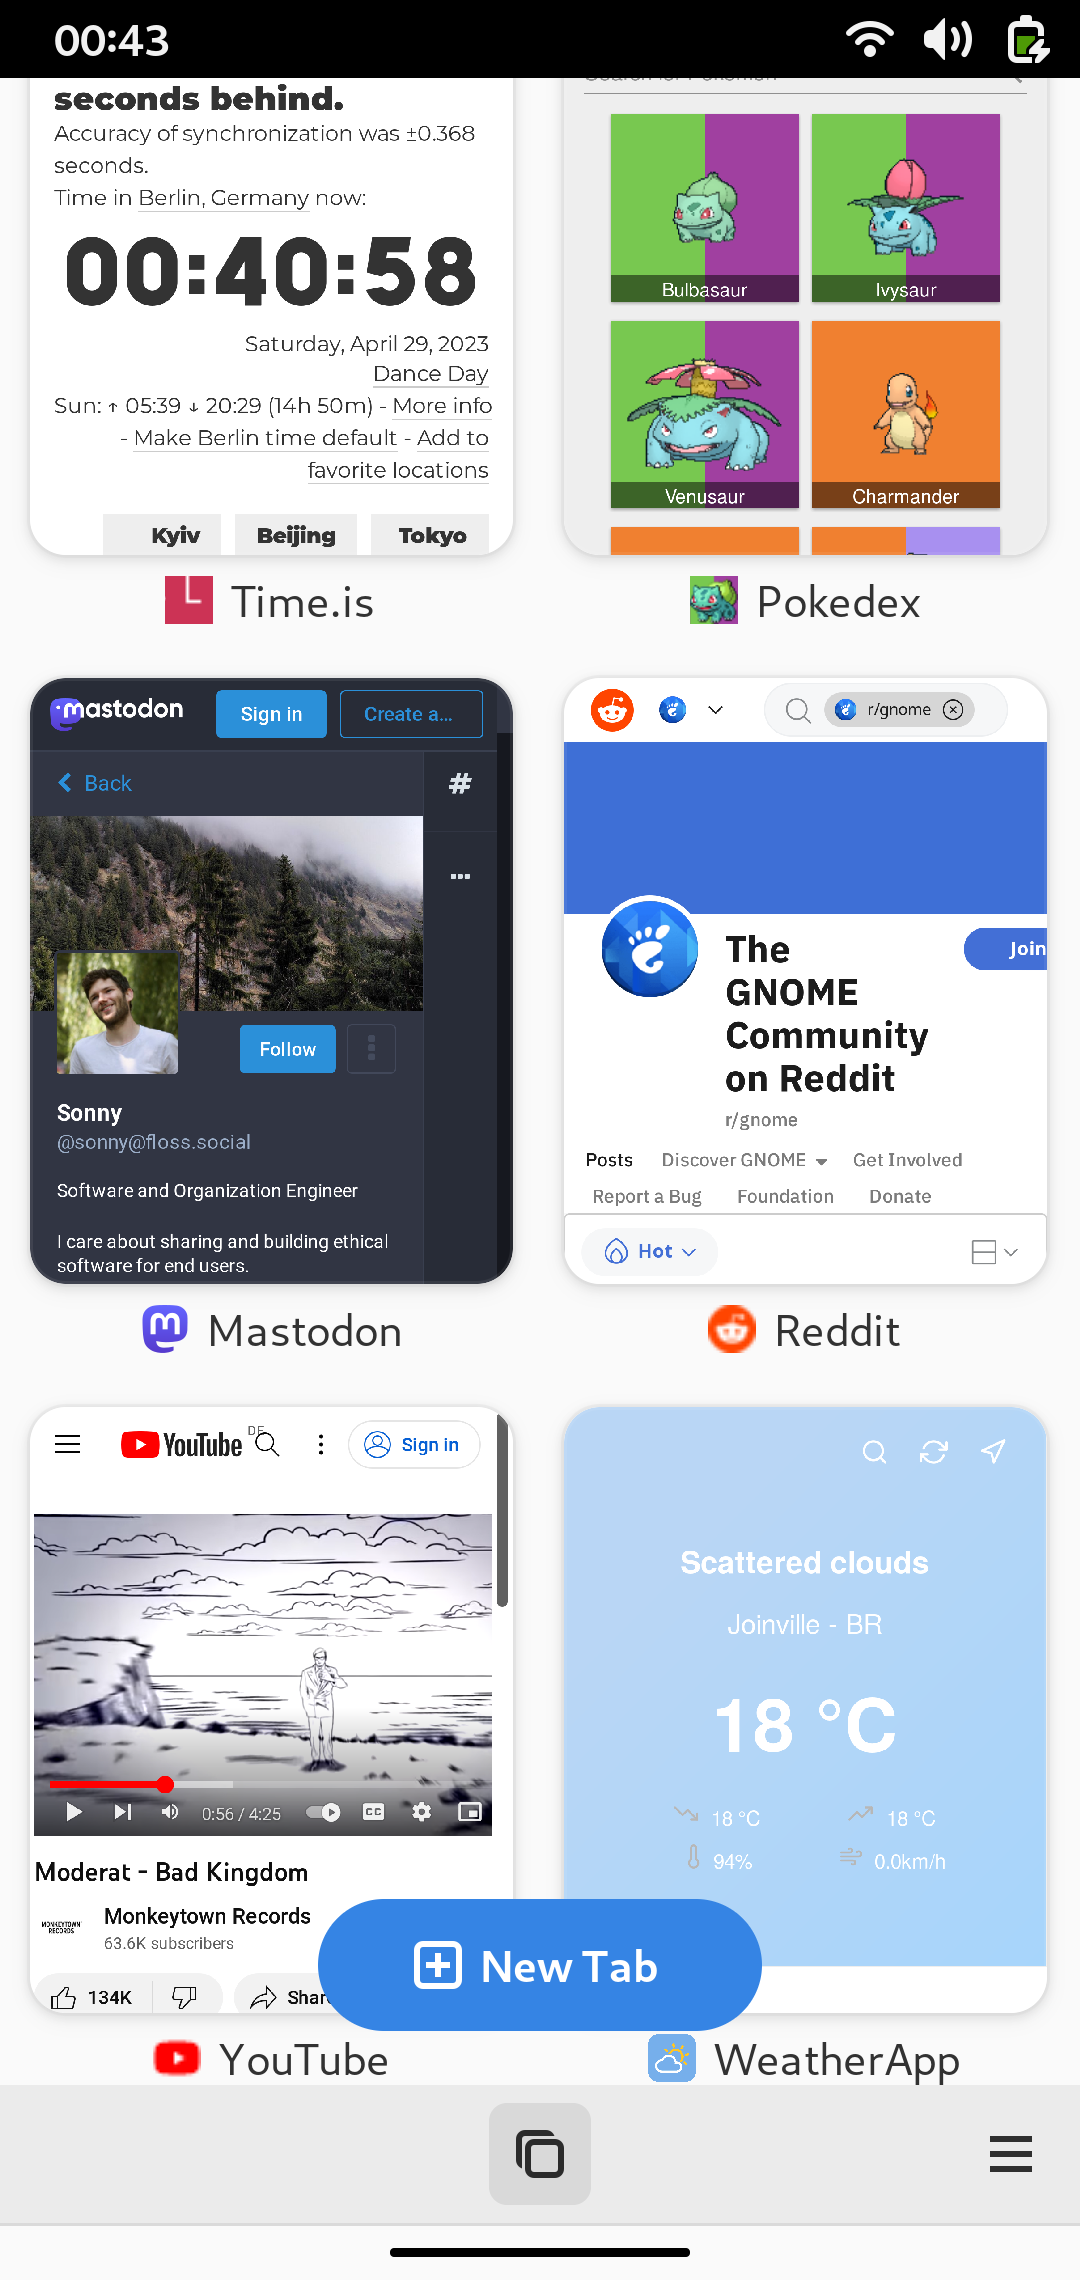 00:43
seconds behind.
Accuracy of synchronization was ±0.368
seconds.
Time in Berlin, Germany now:
00:40:58
Saturday, April 29, 2023
Dance Day
Sun: ↑ 05:39 ↓ 20:29 (14h 50m) - More info
- Make Berlin time default - Add to
favorite locations
Kyiv Beijing Tokyo
Time.is
Bulbasaur Ivysaur
Venusaur Charmander
Pokedex
mastodon Sign in Create a...
Back #
Follow
Sonny
@sonny@floss.social
Software and Organization Engineer
I care about sharing and building ethical
software for end users.
Mastodon
r/gnome
The
GNOME
Community
on Reddit
Join
r/gnome
Posts Discover GNOME Get Involved
Report a Bug Foundation Donate
Hot
Reddit
YouTube DE Sign in
0:56 / 4:25 CC
Moderat - Bad Kingdom
MONKEYTOWN
RECORDS
Monkeytown Records
63.6K subscribers
134K
YouTube
Scattered clouds
Joinville - BR
18 °C
18 °C 18 °C
94% 0.0km/h
New Tab
WeatherApp